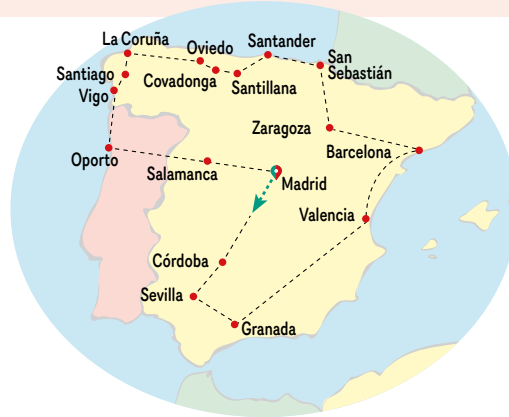 La Coruña
Oviedo
Santander
San
Sebastián
Santiago
Covadonga
Santillana
Vigo
Zaragoza
Barcelona
Oporto
Salamanca
Madrid
Valencia
Córdoba
Sevilla
Granada